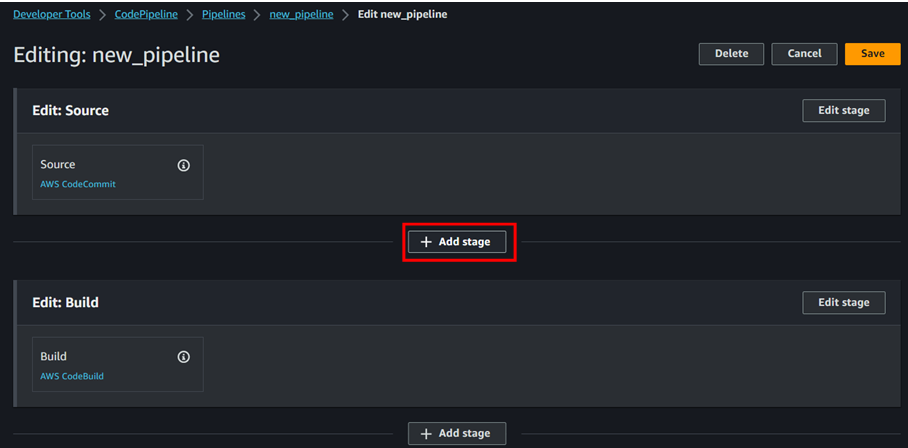 Developer Tools > CodePipeline > Pipelines > new_pipeline > Edit new_pipeline
Editing: new_pipeline
Delete
Cancel
Save
Edit: Source
Edit stage
Source
AWS CodeCommit
+ Add stage
Edit: Build
Edit stage
Build
AWS CodeBuild
+ Add stage